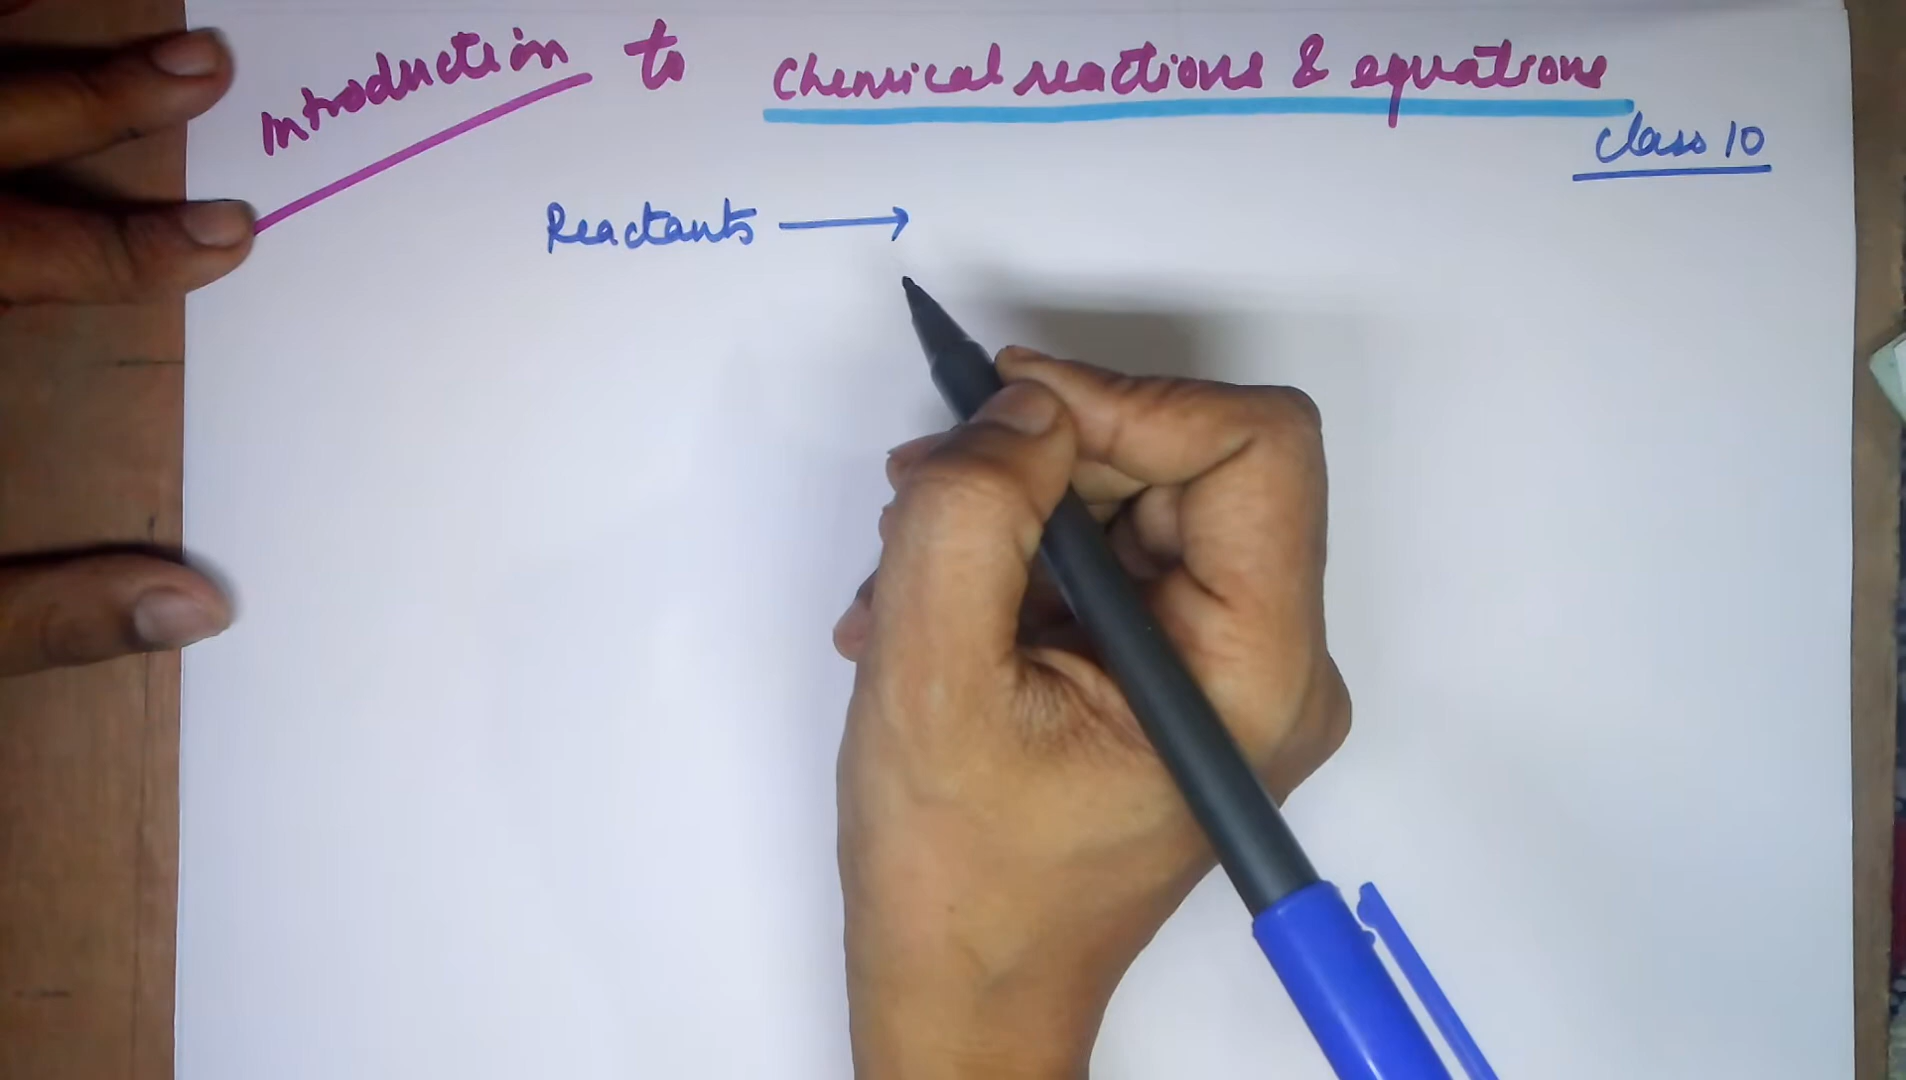 Introduction to Chemical reactions & equations
Class 10
Reactants →